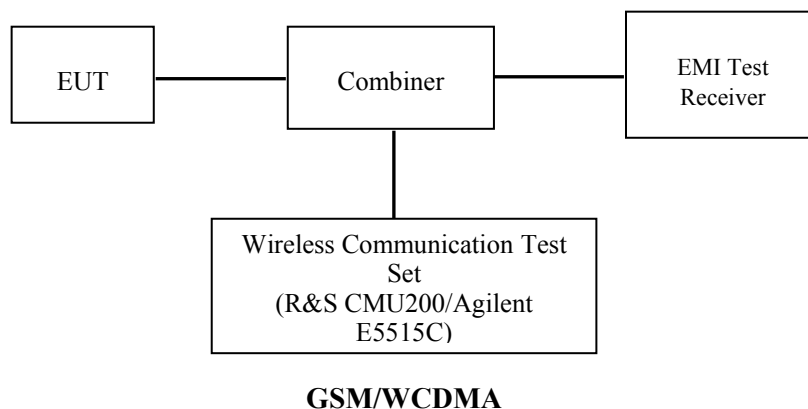 EUT
Combiner
EMI Test
Receiver
Wireless Communication Test
Set
(R&S CMU200/Agilent
E5515C)
GSM/WCDMA